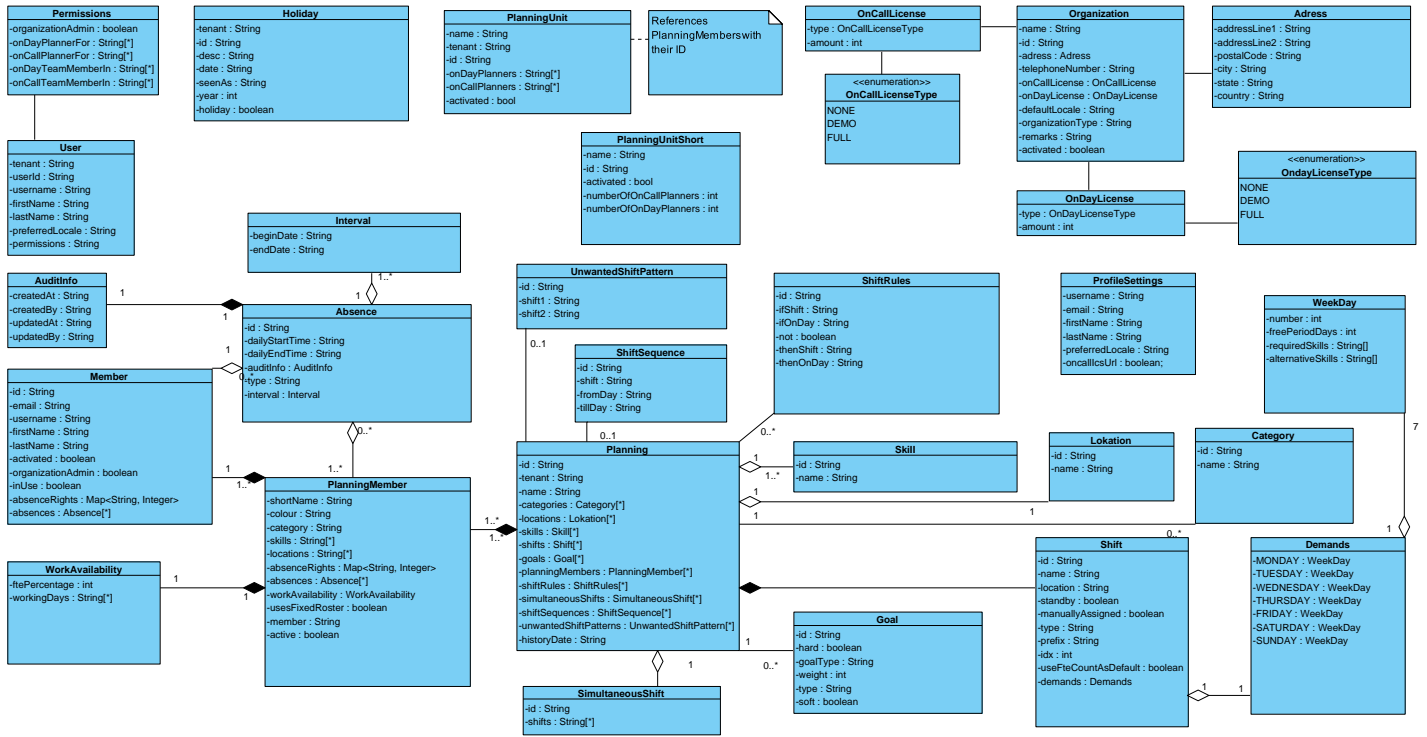 Permissions
-organizationAdmin : boolean
-onDayPlannerFor : String[*]
-onCallPlannerFor : String[*]
-onDayTeamMemberIn : String[*]
-onCallTeamMemberIn : String[*]
Holiday
-tenant : String
-id : String
-desc : String
-date : String
-seenAs : String
-year : int
-holiday : boolean
PlanningUnit
-name : String
-tenant : String
-id : String
-onDayPlanners : String[*]
-onCallPlanners : String[*]
-activated : bool
References
PlanningMembers with
their ID
OnCallLicense
-type : OnCallLicenseType
-amount : int
<<enumeration>>
OnCallLicenseType
NONE
DEMO
FULL
Organization
-name : String
-id : String
-adress : Adress
-telephoneNumber : String
-onCallLicense : OnCallLicense
-onDayLicense : OnDayLicense
-defaultLocale : String
-organizationType : String
-remarks : String
-activated : boolean
Adress
-addressLine1 : String
-addressLine2 : String
-postalCode : String
-city : String
-state : String
-country : String
User
-tenant : String
-userId : String
-username : String
-firstName : String
-lastName : String
-preferredLocale : String
-permissions : String
PlanningUnitShort
-name : String
-id : String
-activated : bool
-numberOfOnCallPlanners : int
-numberOfOnDayPlanners : int
<<enumeration>>
OndayLicenseType
NONE
DEMO
FULL
OnDayLicense
-type : OnDayLicenseType
-amount : int
Interval
-beginDate : String
-endDate : String
1..*
1
AuditInfo
-createdAt : String
-createdBy : String
-updatedAt : String
-updatedBy : String
1
1
Absence
-id : String
-dailyStartTime : String
-dailyEndTime : String
-auditInfo : AuditInfo
-type : String
-interval : Interval
1
0..*
0..*
1..*
UnwantedShiftPattern
-id : String
-shift1 : String
-shift2 : String
0..1
ShiftSequence
-id : String
-shift : String
-fromDay : String
-tillDay : String
0..1
ShiftRules
-id : String
-ifShift : String
-ifOnDay : String
-not : boolean
-thenShift : String
-thenOnDay : String
0..*
ProfileSettings
-username : String
-email : String
-firstName : String
-lastName : String
-preferredLocale : String
-oncallIcsUrl : boolean;
WeekDay
-number : int
-freePeriodDays : int
-requiredSkills : String[]
-alternativeSkills : String[]
7
1
Member
-id : String
-email : String
-username : String
-firstName : String
-lastName : String
-activated : boolean
-organizationAdmin : boolean
-inUse : boolean
-absenceRights : Map<String, Integer>
-absences : Absence[*]
1
1..*
PlanningMember
-shortName : String
-colour : String
-category : String
-skills : String[*]
-locations : String[*]
-absenceRights : Map<String, Integer>
-absences : Absence[*]
-workAvailability : WorkAvailability
-usesFixedRoster : boolean
-member : String
-active : boolean
1..*
1..*
WorkAvailability
-ftePercentage : int
-workingDays : String[*]
1
1
Planning
-id : String
-tenant : String
-name : String
-categories : Category[*]
-locations : Lokation[*]
-skills : Skill[*]
-shifts : Shift[*]
-goals : Goal[*]
-planningMembers : PlanningMember[*]
-shiftRules : ShiftRules[*]
-simultaneousShifts : SimultaneousShift[*]
-shiftSequences : ShiftSequence[*]
-unwantedShiftPatterns : UnwantedShiftPattern[*]
-historyDate : String
1
1..*
Skill
-id : String
-name : String
1
1
Lokation
-id : String
-name : String
1
0..*
Category
-id : String
-name : String
Shift
-id : String
-name : String
-location : String
-standby : boolean
-manuallyAssigned : boolean
-type : String
-prefix : String
-idx : int
-useFteCountAsDefault : boolean
-demands : Demands
1
1
Demands
-MONDAY : WeekDay
-TUESDAY : WeekDay
-WEDNESDAY : WeekDay
-THURSDAY : WeekDay
-FRIDAY : WeekDay
-SATURDAY : WeekDay
-SUNDAY : WeekDay
1
0..*
Goal
-id : String
-hard : boolean
-goalType : String
-weight : int
-type : String
-soft : boolean
1
SimultaneousShift
-id : String
-shifts : String[*]